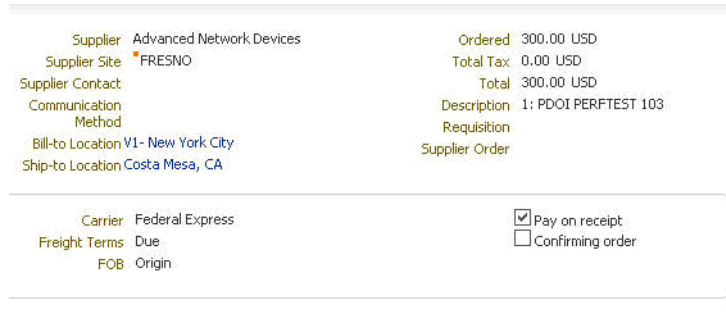 Supplier Advanced Network Devices
Supplier Site FRESNO
Supplier Contact
Communication
Method
Bill-to Location V1- New York City
Ship-to Location Costa Mesa, CA
Ordered 300.00 USD
Total Tax 0.00 USD
Total 300.00 USD
Description 1: PDOI PERFTEST 103
Requisition
Supplier Order
Carrier Federal Express
Freight Terms Due
FOB Origin
Pay on receipt
Confirming order